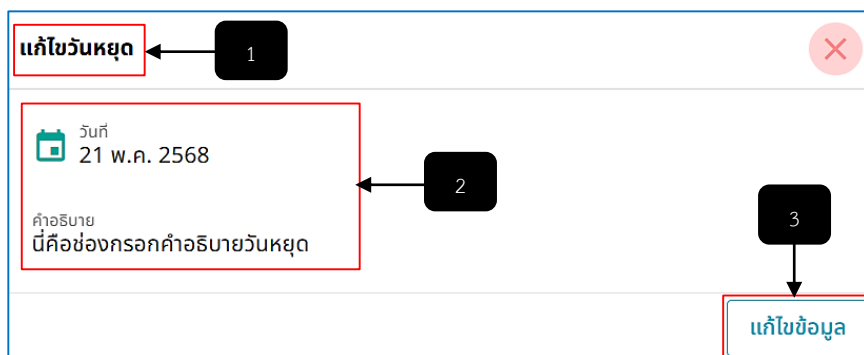 แก้ไขวันหยุด
1
วันที่
21 พ.ค. 2568
2
คำอธิบาย
นี่คือช่องกรอกคำอธิบายวันหยุด
3
แก้ไขข้อมูล